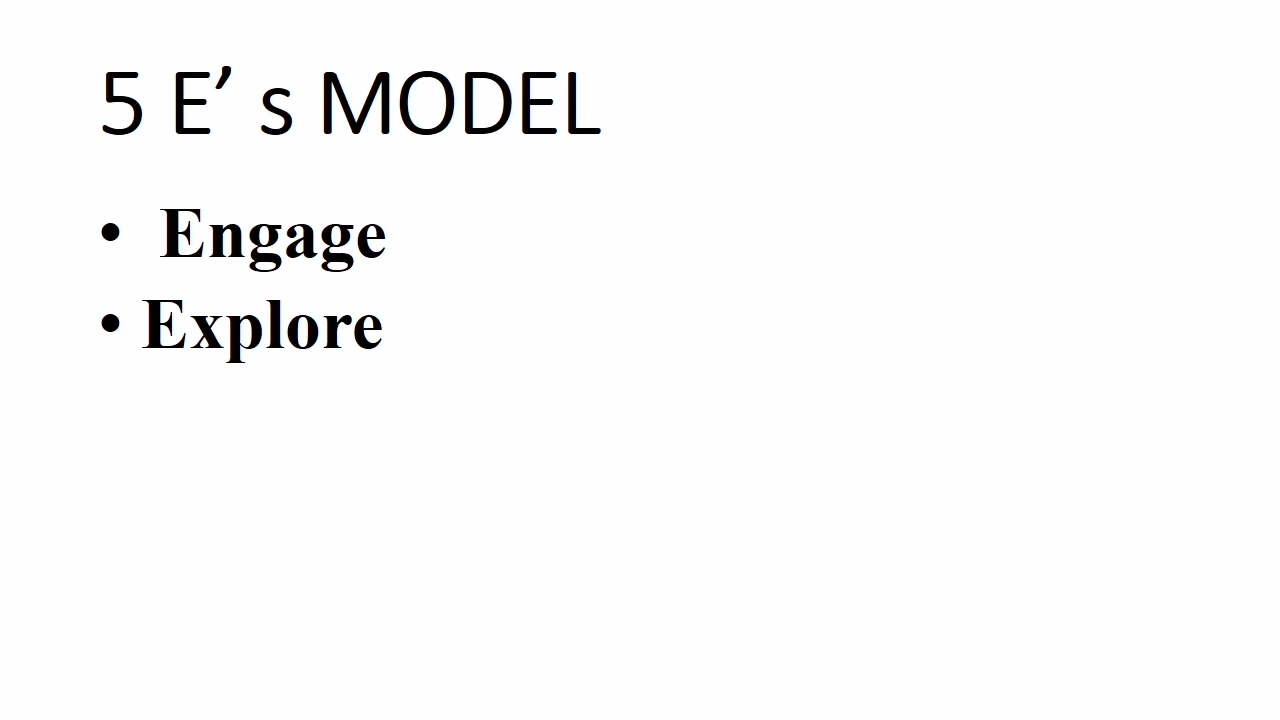 5 E’ s MODEL
• Engage
• Explore